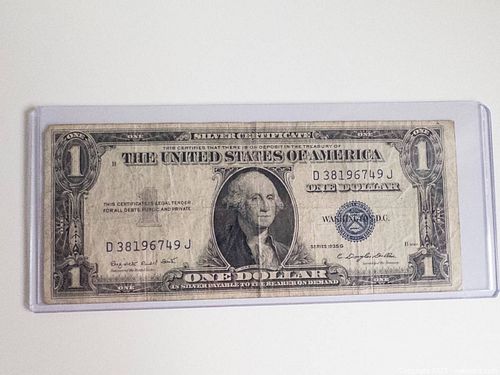 ONE SILVER CERTIFICATE ONE
THIS CERTIFIES THAT THERE IS ON DEPOSIT IN THE TREASURY OF
THE UNITED STATES OF AMERICA
1
1
D 38196749 J
ONE DOLLAR
THIS CERTIFICATE IS LEGAL TENDER
FOR ALL DEBTS, PUBLIC AND PRIVATE
WASHINGTON, D.C.
D 38196749 J
SERIES 1935 G
1
1
ONE DOLLAR
ONE
ONE
IN SILVER PAYABLE TO THE BEARER ON DEMAND